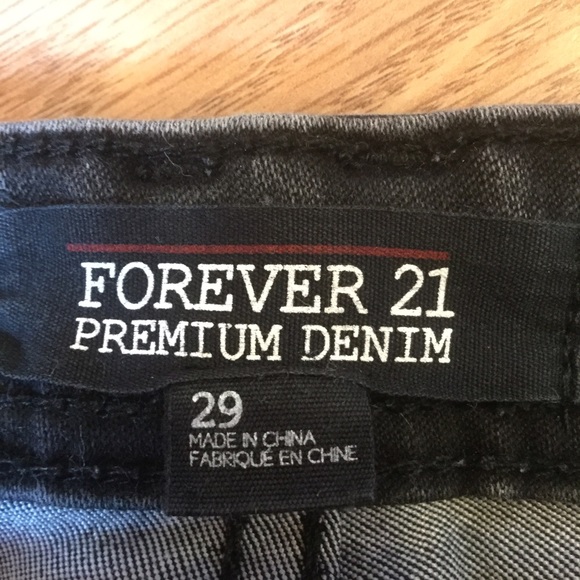 FOREVER 21
PREMIUM DENIM
29
MADE IN CHINA
FABRIQUÉ EN CHINE